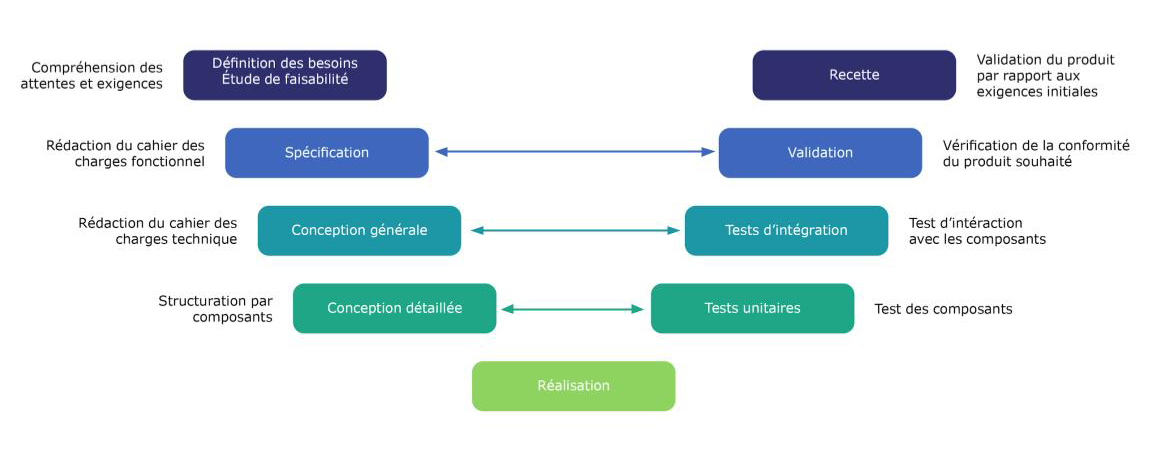 Compréhension des
attentes et exigences
Définition des besoins
Étude de faisabilité
Recette
Validation du produit
par rapport aux
exigences initiales
Rédaction du cahier des
charges fonctionnel
Spécification
Validation
Vérification de la conformité
du produit souhaité
Rédaction du cahier des
charges technique
Conception générale
Tests d’intégration
Test d’intéraction
avec les composants
Structuration par
composants
Conception détaillée
Tests unitaires
Test des composants
Réalisation